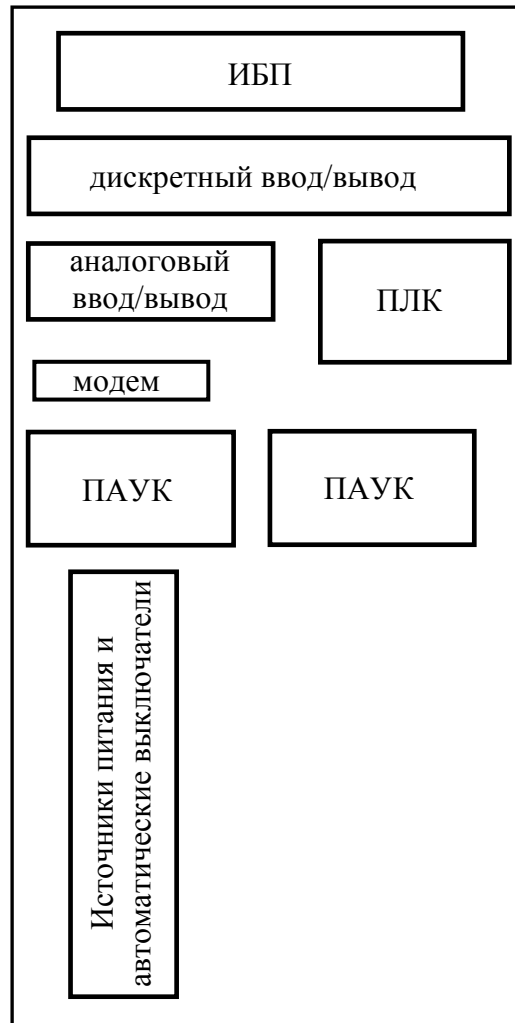 ИБП
дискретный ввод/вывод
аналоговый
ввод/вывод
ПЛК
модем
ПАУК
ПАУК
Источники питания и
автоматические выключатели